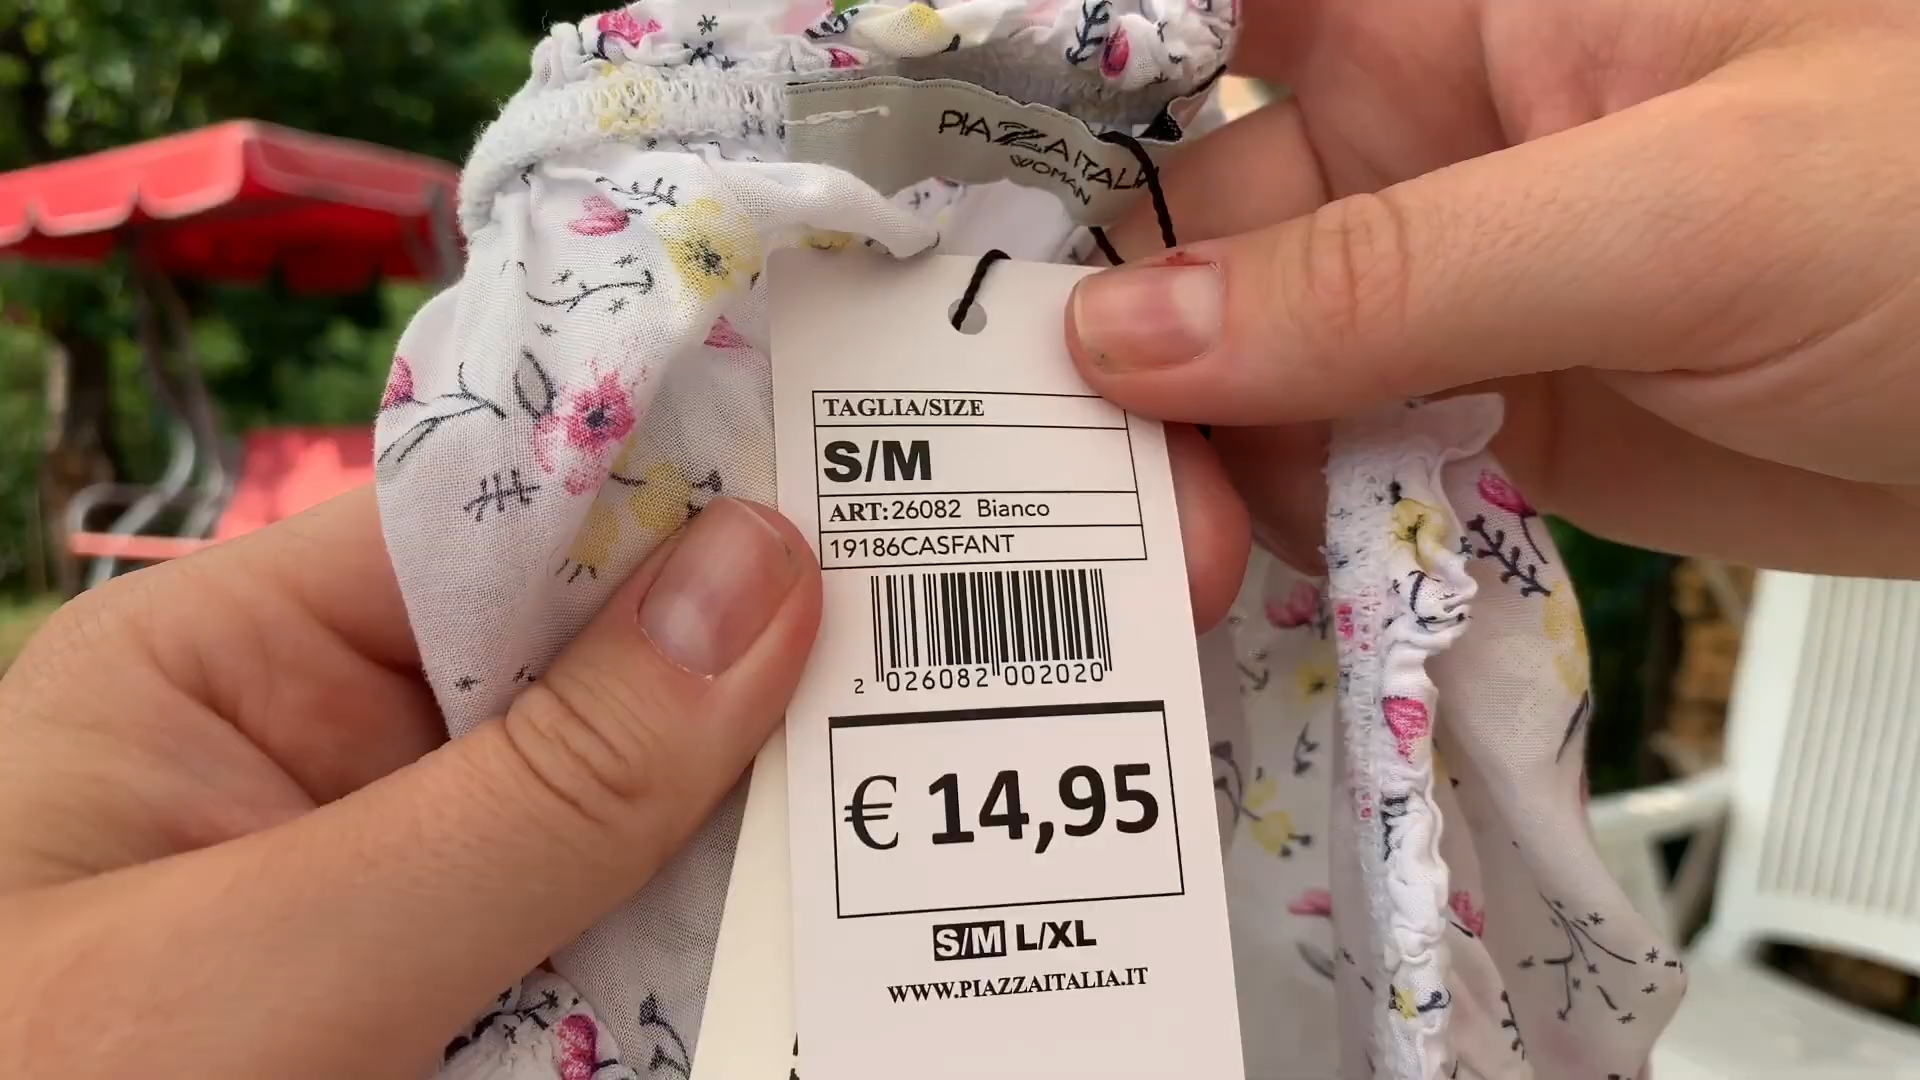 PIAZZAITALIA
WOMAN
TAGLIA/SIZE
S/M
ART:26082 Bianco
19186CASFANT
2 026082 002020
€ 14,95
S/M L/XL
WWW.PIAZZAITALIA.IT